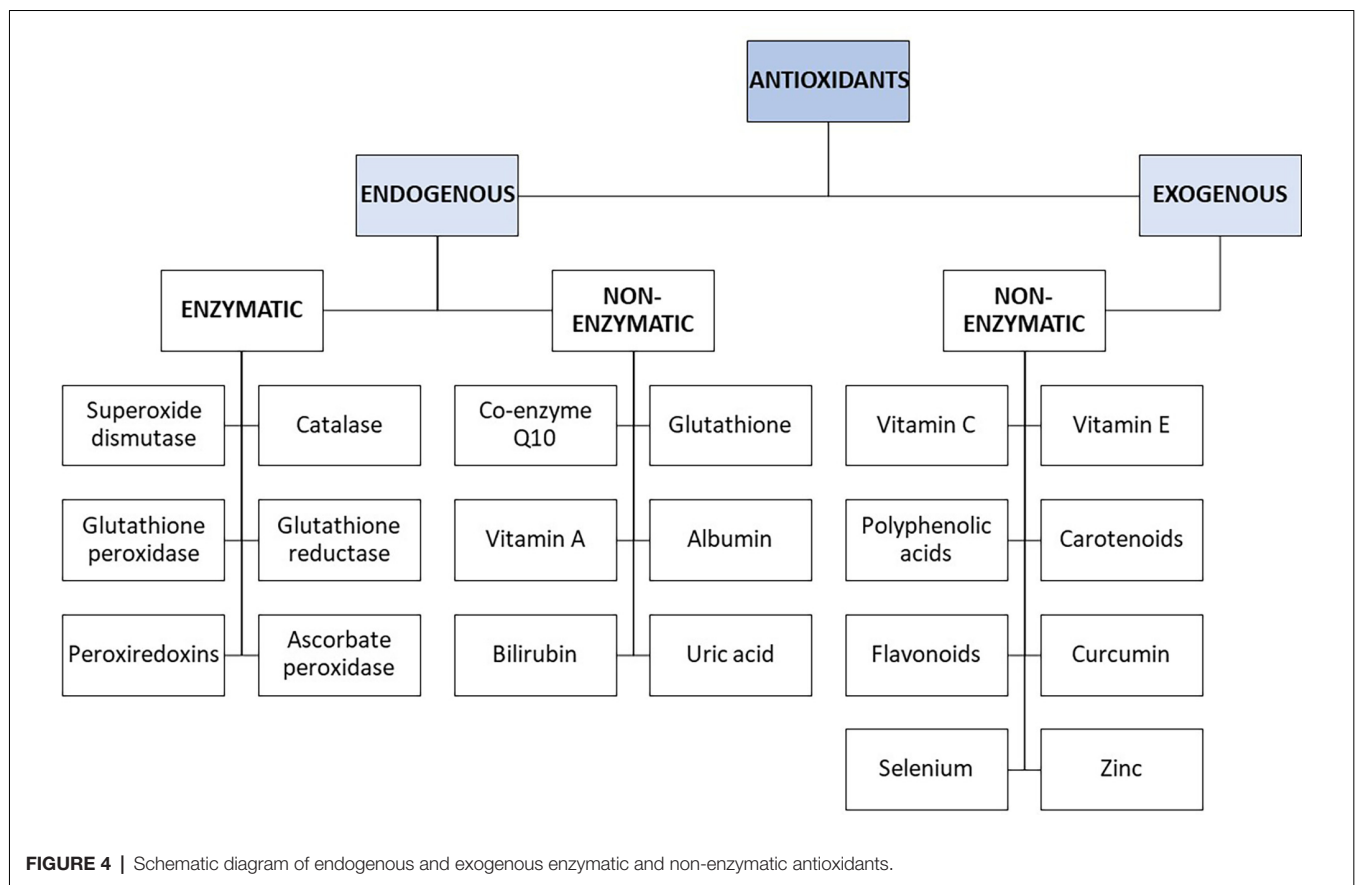 ANTIOXIDANTS
ENDOGENOUS
EXOGENOUS
ENZYMATIC
NON-
ENZYMATIC
NON-
ENZYMATIC
Superoxide
dismutase
Catalase
Glutathione
peroxidase
Glutathione
reductase
Peroxiredoxins
Ascorbate
peroxidase
Co-enzyme
Q10
Glutathione
Vitamin A
Albumin
Bilirubin
Uric acid
Vitamin C
Vitamin E
Polyphenolic
acids
Carotenoids
Flavonoids
Curcumin
Selenium
Zinc
FIGURE 4 | Schematic diagram of endogenous and exogenous enzymatic and non-enzymatic antioxidants.